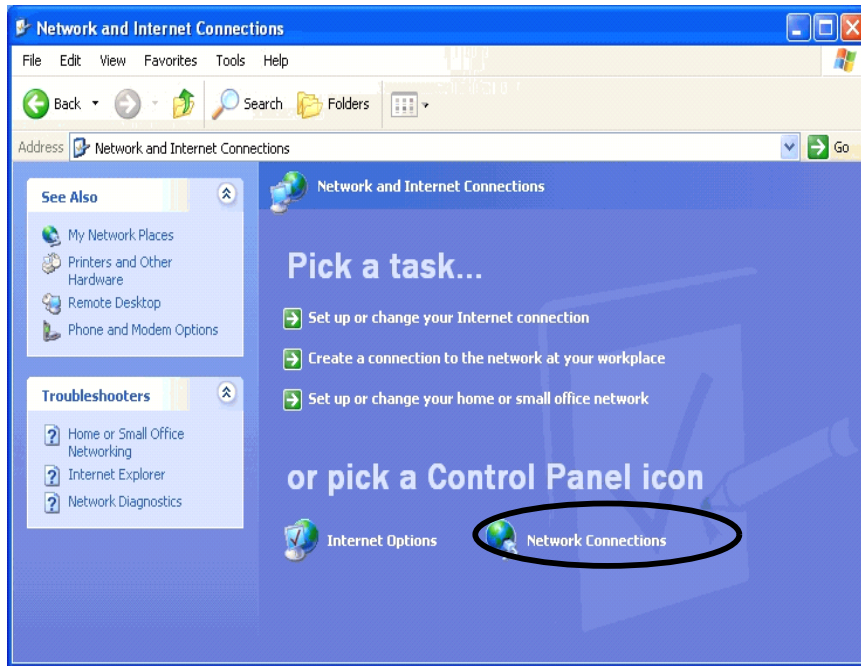 Network and Internet Connections
File Edit View Favorites Tools Help
Back Search Folders
Address Network and Internet Connections Go
See Also
My Network Places
Printers and Other
Hardware
Remote Desktop
Phone and Modem Options
Troubleshooters
Home or Small Office
Networking
Internet Explorer
Network Diagnostics
Network and Internet Connections
Pick a task...
Set up or change your Internet connection
Create a connection to the network at your workplace
Set up or change your home or small office network
or pick a Control Panel icon
Internet Options Network Connections